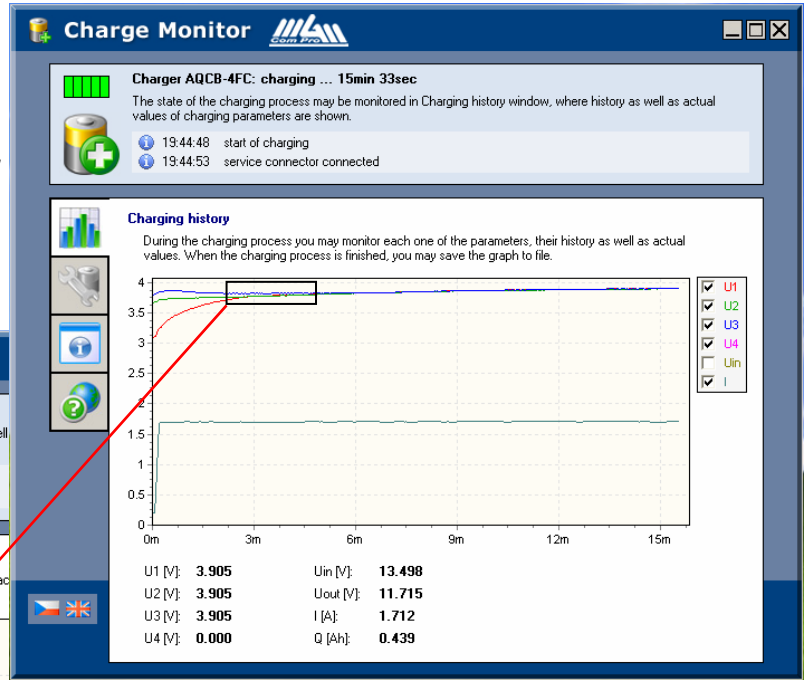 Charge Monitor
MGM
Com Pro
Charger AQCB-4FC: charging ... 15min 33sec
The state of the charging process may be monitored in Charging history window, where history as well as actual
values of charging parameters are shown.
19:44:48 start of charging
19:44:53 service connector connected
Charging history
During the charging process you may monitor each one of the parameters, their history as well as actual
values. When the charging process is finished, you may save the graph to file.
4
3.5
3
2.5
2
1.5
1
0.5
0
0m 3m 6m 9m 12m 15m
U1
U2
U3
U4
Uin
I
U1 [V]: 3.905 Uin [V]: 13.498
U2 [V]: 3.905 Uout [V]: 11.715
U3 [V]: 3.905 I [A]: 1.712
U4 [V]: 0.000 Q [Ah]: 0.439